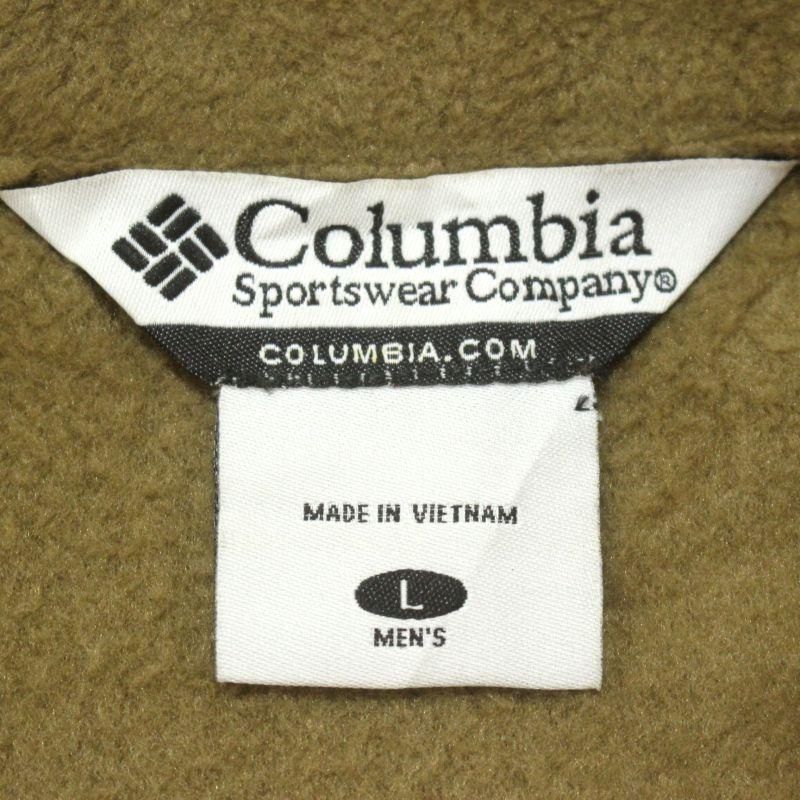 Columbia
Sportswear Company®
COLUMBIA.COM
MADE IN VIETNAM
L
MEN'S